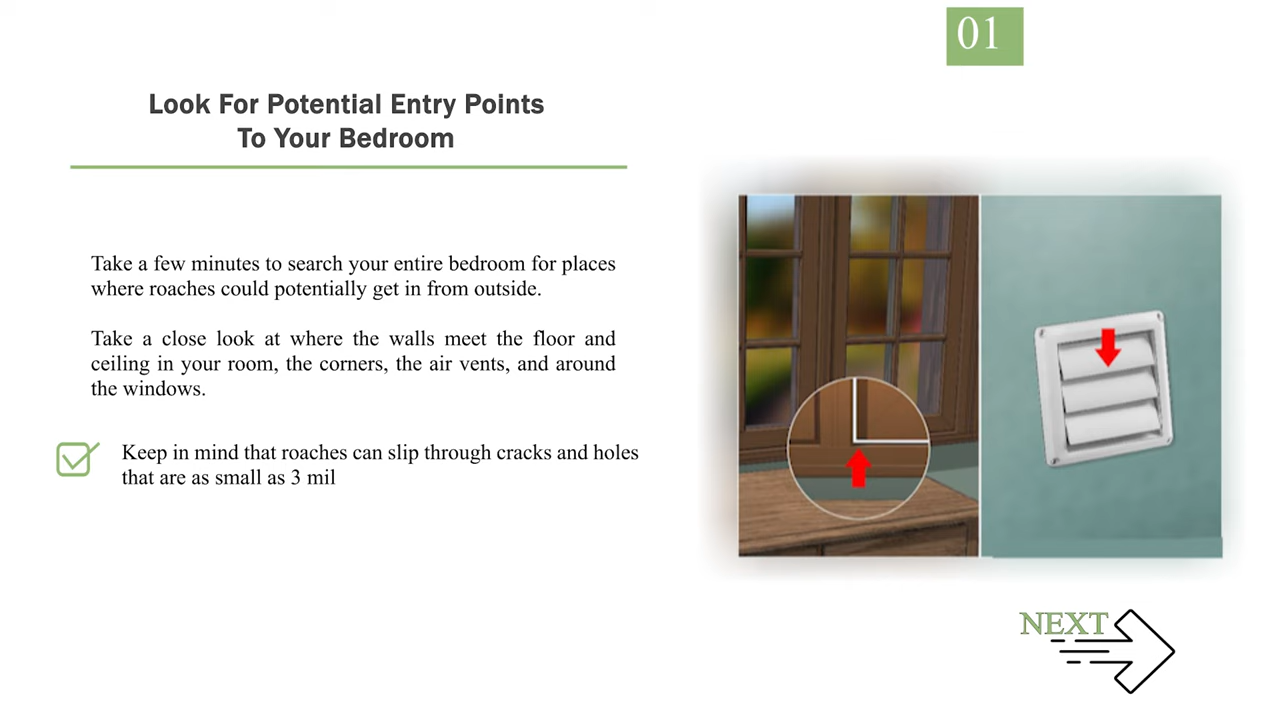 01
Look For Potential Entry Points
To Your Bedroom
Take a few minutes to search your entire bedroom for places
where roaches could potentially get in from outside.
Take a close look at where the walls meet the floor and
ceiling in your room, the corners, the air vents, and around
the windows.
Keep in mind that roaches can slip through cracks and holes
that are as small as 3 mil
NEXT